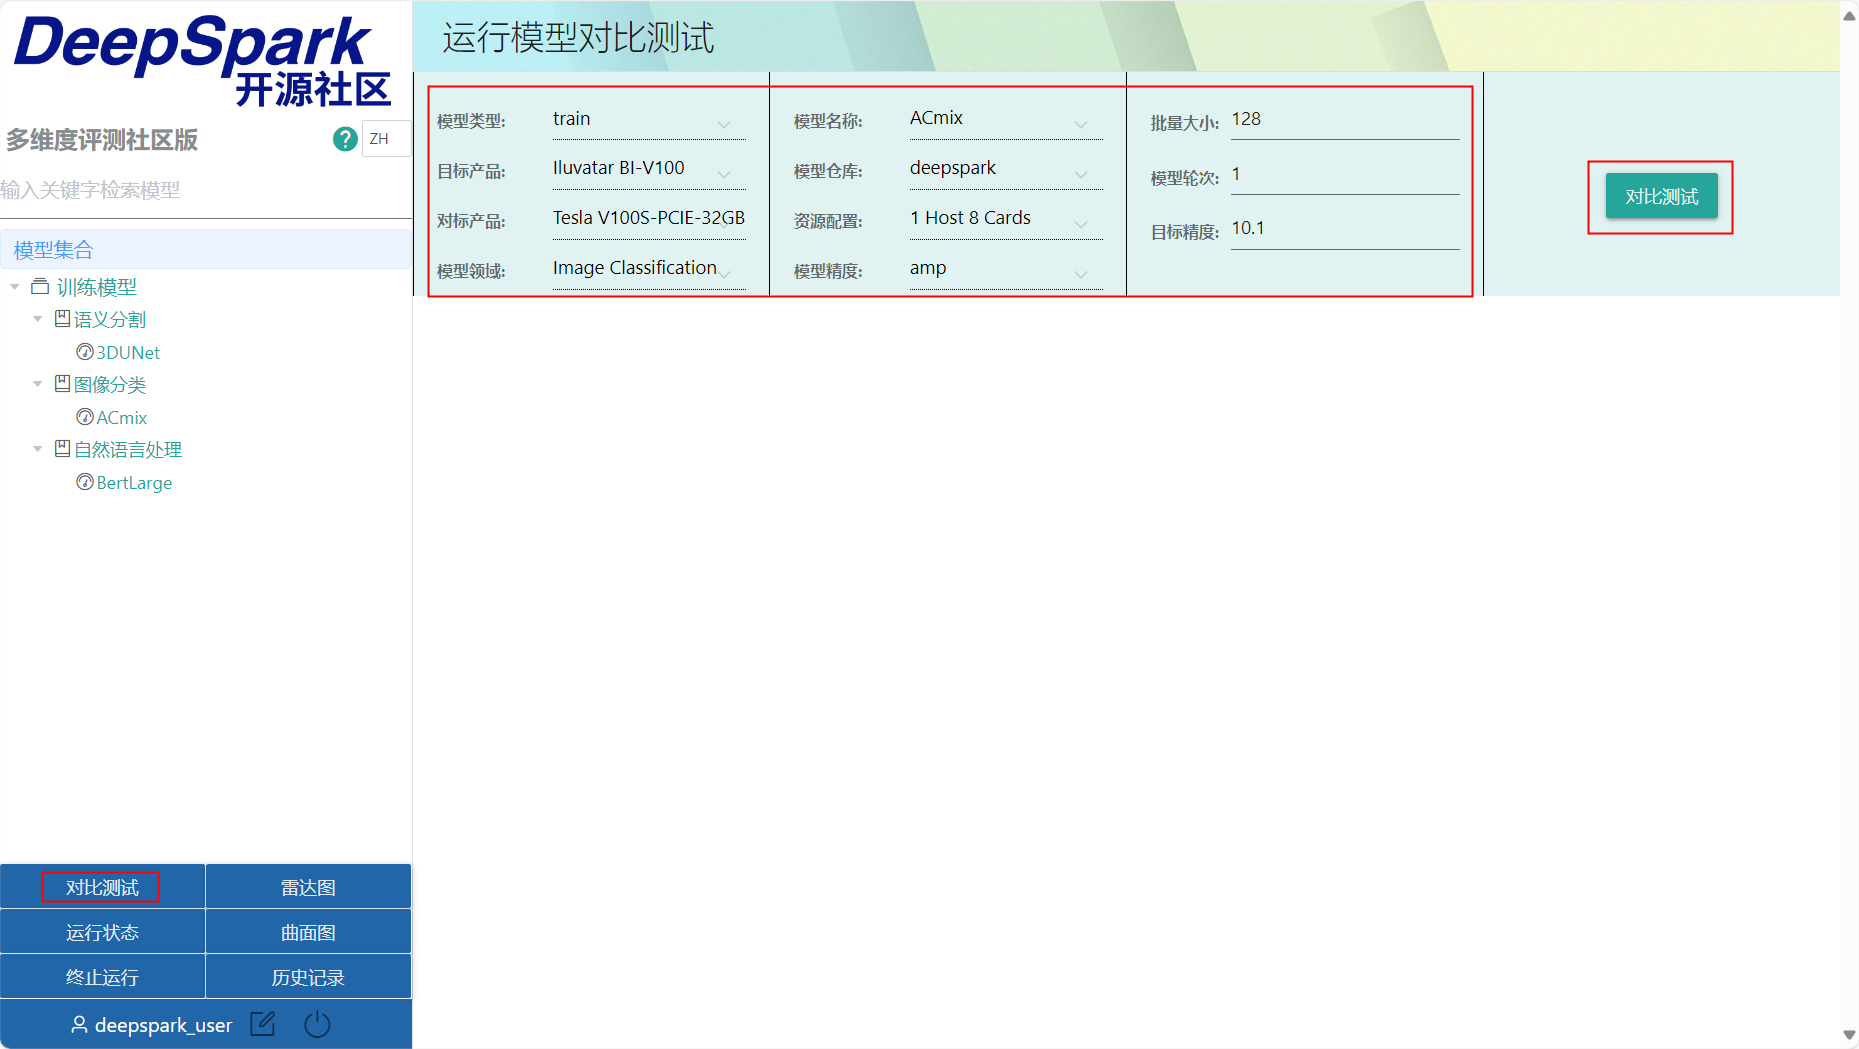 DeepSpark
开源社区
多维度评测社区版
? ZH
输入关键字检索模型
模型集合
训练模型
语义分割
3DUNet
图像分类
ACmix
自然语言处理
BertLarge
对比测试 雷达图
运行状态 曲面图
终止运行 历史记录
deepspark_user
运行模型对比测试
模型类型: train
目标产品: Iluvatar BI-V100
对标产品: Tesla V100S-PCIE-32GB
模型领域: Image Classification
模型名称: ACmix
模型仓库: deepspark
资源配置: 1 Host 8 Cards
模型精度: amp
批量大小: 128
模型轮次: 1
目标精度: 10.1
对比测试